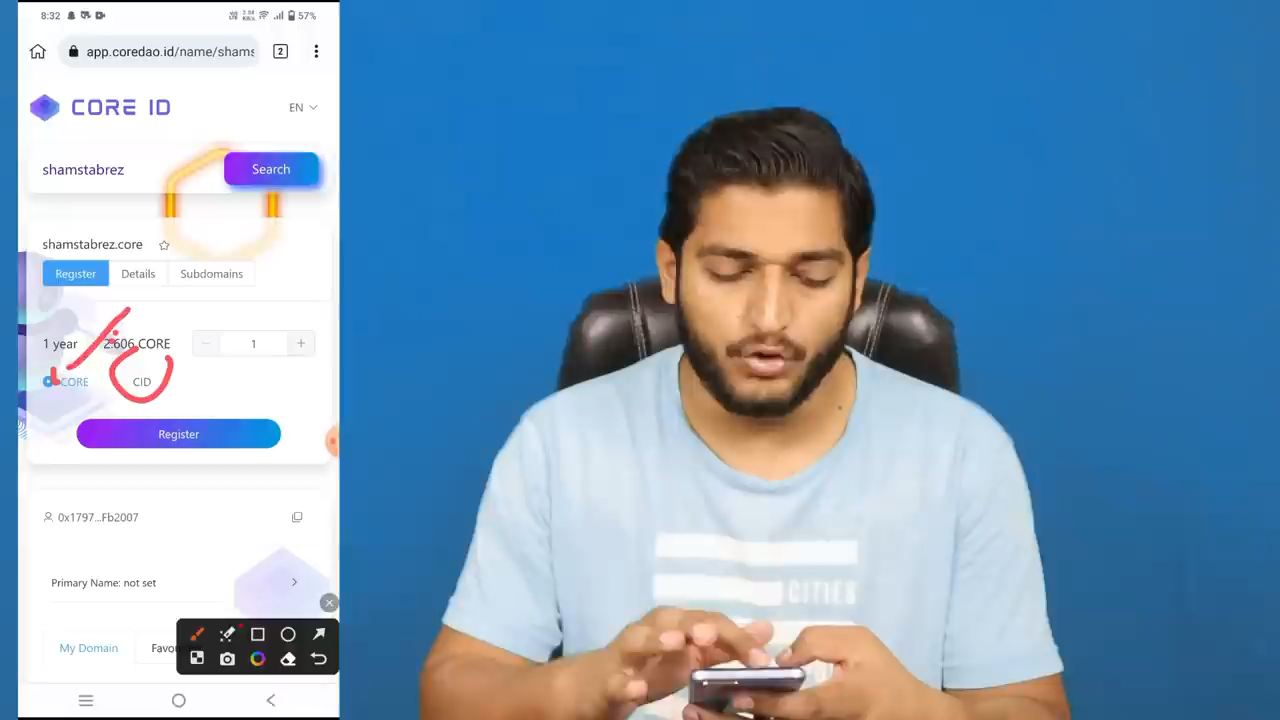 8:32
57%
app.coredao.id/name/shams
2
CORE ID
EN
shamstabrez
Search
shamstabrez.core
Register Details Subdomains
1 year 2.606 CORE 1
CORE CID
Register
0x1797...Fb2007
Primary Name: not set
My Domain Favou
CITIES